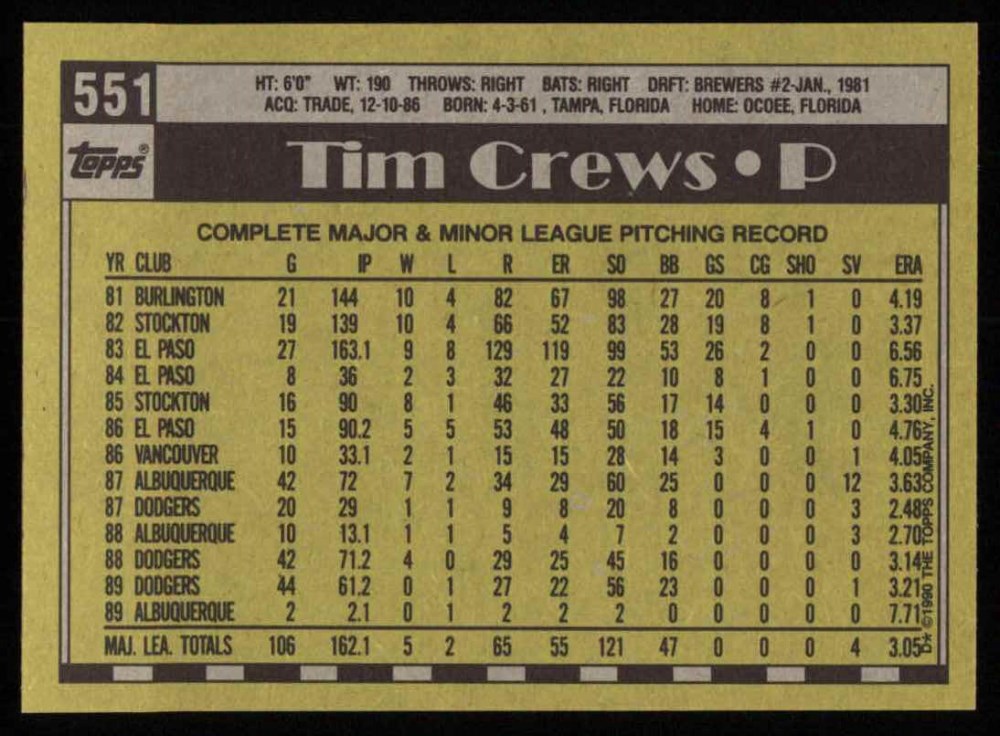 551
HT: 6'0" WT: 190 THROWS: RIGHT BATS: RIGHT DRFT: BREWERS #2-JAN., 1981
ACQ: TRADE, 12-10-86 BORN: 4-3-61, TAMPA, FLORIDA HOME: OCOEE, FLORIDA
topps®
Tim Crews • P
COMPLETE MAJOR & MINOR LEAGUE PITCHING RECORD
YR CLUB G IP W L R ER SO BB GS CG SHO SV ERA
81 BURLINGTON 21 144 10 4 82 67 98 27 20 8 1 0 4.19
82 STOCKTON 19 139 10 4 66 52 83 28 19 8 1 0 3.37
83 EL PASO 27 163.1 9 8 129 119 99 53 26 2 0 0 6.56
84 EL PASO 8 36 2 3 32 27 22 10 8 1 0 0 6.75
85 STOCKTON 16 90 8 1 46 33 56 17 14 0 0 0 3.30
86 EL PASO 15 90.2 5 5 53 48 50 18 15 4 1 0 4.76
86 VANCOUVER 10 33.1 2 1 15 15 28 14 3 0 0 1 4.05
87 ALBUQUERQUE 42 72 7 2 34 29 60 25 0 0 0 12 3.63
87 DODGERS 20 29 1 1 9 8 20 8 0 0 0 3 2.48
88 ALBUQUERQUE 10 13.1 1 1 5 4 7 2 0 0 0 3 2.70
88 DODGERS 42 71.2 4 0 29 25 45 16 0 0 0 0 3.14
89 DODGERS 44 61.2 0 1 27 22 56 23 0 0 0 1 3.21
89 ALBUQUERQUE 2 2.1 0 1 2 2 2 0 0 0 0 0 7.71
MAJ. LEA. TOTALS 106 162.1 5 2 65 55 121 47 0 0 0 4 3.05
D* ©1990 THE TOPPS COMPANY, INC.